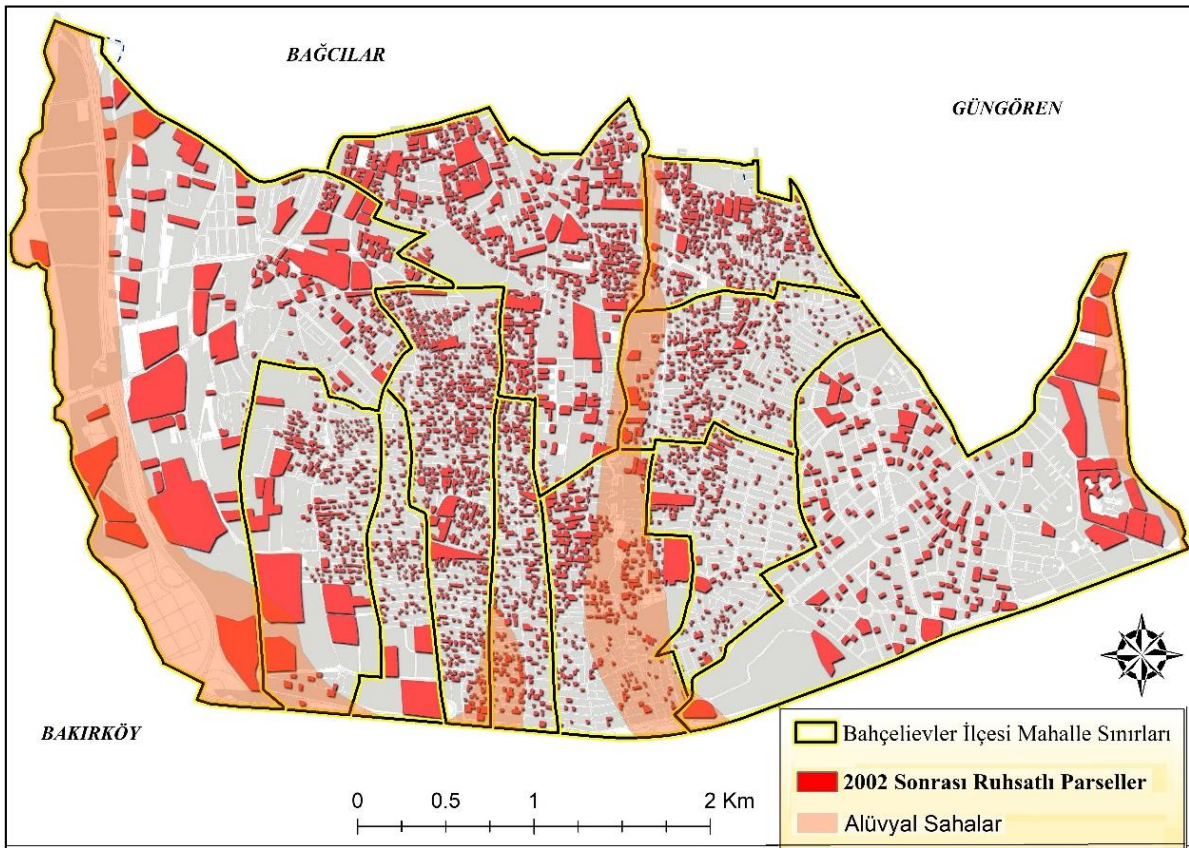 BAĞCILAR
GÜNGÖREN
BAKIRKÖY
0 0.5 1 2 Km
Bahçelievler İlçesi Mahalle Sınırları
2002 Sonrası Ruhsatlı Parseller
Alüvyal Sahalar